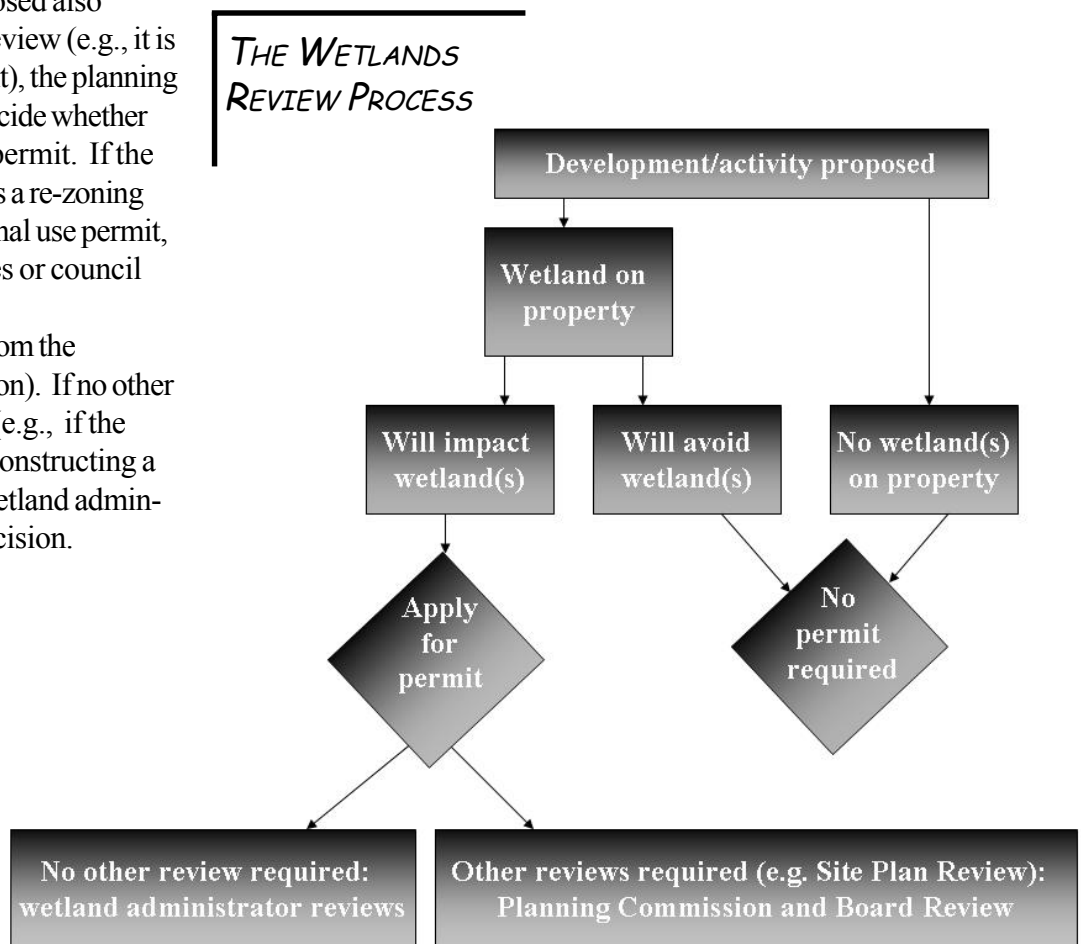 osed also
eview (e.g., it is
t), the planning
cide whether
permit. If the
s a re-zoning
nal use permit,
es or council
om the
on). If no other
(e.g., if the
onstructing a
etland admin-
cision.
THE WETLANDS
REVIEW PROCESS
Development/activity proposed
Wetland on
property
Will impact
wetland(s)
Will avoid
wetland(s)
No wetland(s)
on property
Apply
for
permit
No
permit
required
No other review required:
wetland administrator reviews
Other reviews required (e.g. Site Plan Review):
Planning Commission and Board Review